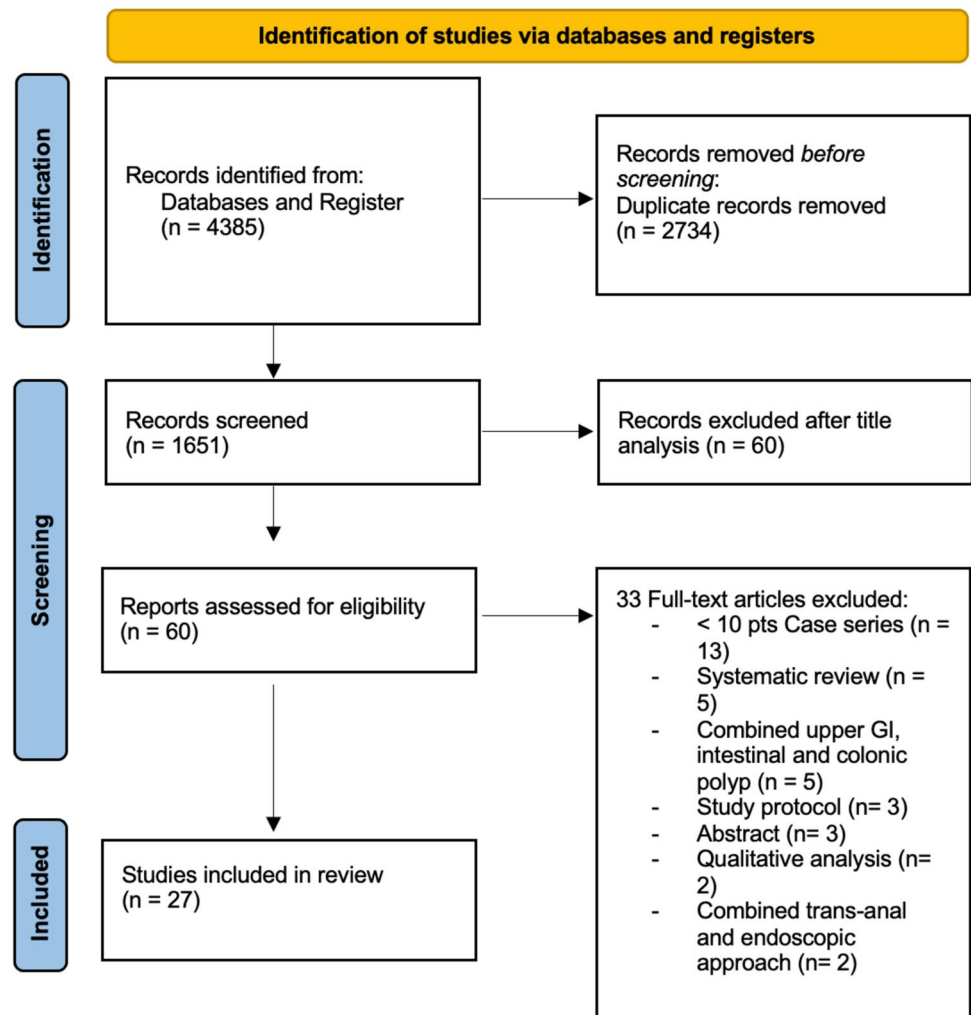 Identification of studies via databases and registers
Identification
Records identified from:
Databases and Register
(n = 4385)
Records removed before
screening:
Duplicate records removed
(n = 2734)
Screening
Records screened
(n = 1651)
Records excluded after title
analysis (n = 60)
Reports assessed for eligibility
(n = 60)
33 Full-text articles excluded:
- < 10 pts Case series (n =
13)
- Systematic review (n =
5)
- Combined upper GI,
intestinal and colonic
polyp (n = 5)
- Study protocol (n= 3)
- Abstract (n= 3)
- Qualitative analysis (n=
2)
- Combined trans-anal
and endoscopic
approach (n= 2)
Included
Studies included in review
(n = 27)